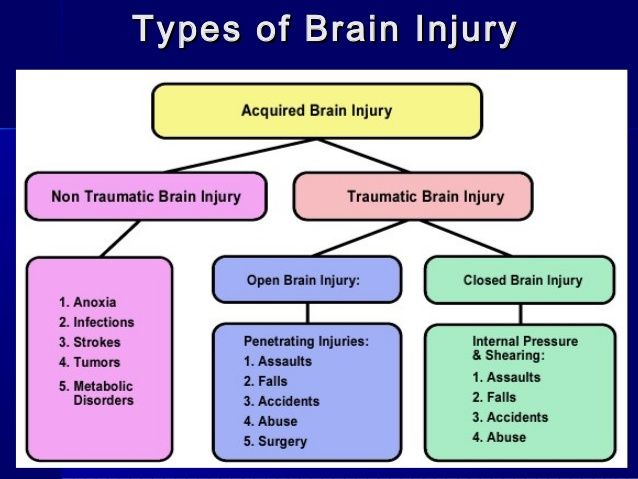 Types of Brain Injury
Acquired Brain Injury
Non Traumatic Brain Injury
Traumatic Brain Injury
Open Brain Injury:
Closed Brain Injury
1. Anoxia
2. Infections
3. Strokes
4. Tumors
5. Metabolic
Disorders
Penetrating Injuries:
1. Assaults
2. Falls
3. Accidents
4. Abuse
5. Surgery
Internal Pressure
& Shearing:
1. Assaults
2. Falls
3. Accidents
4. Abuse